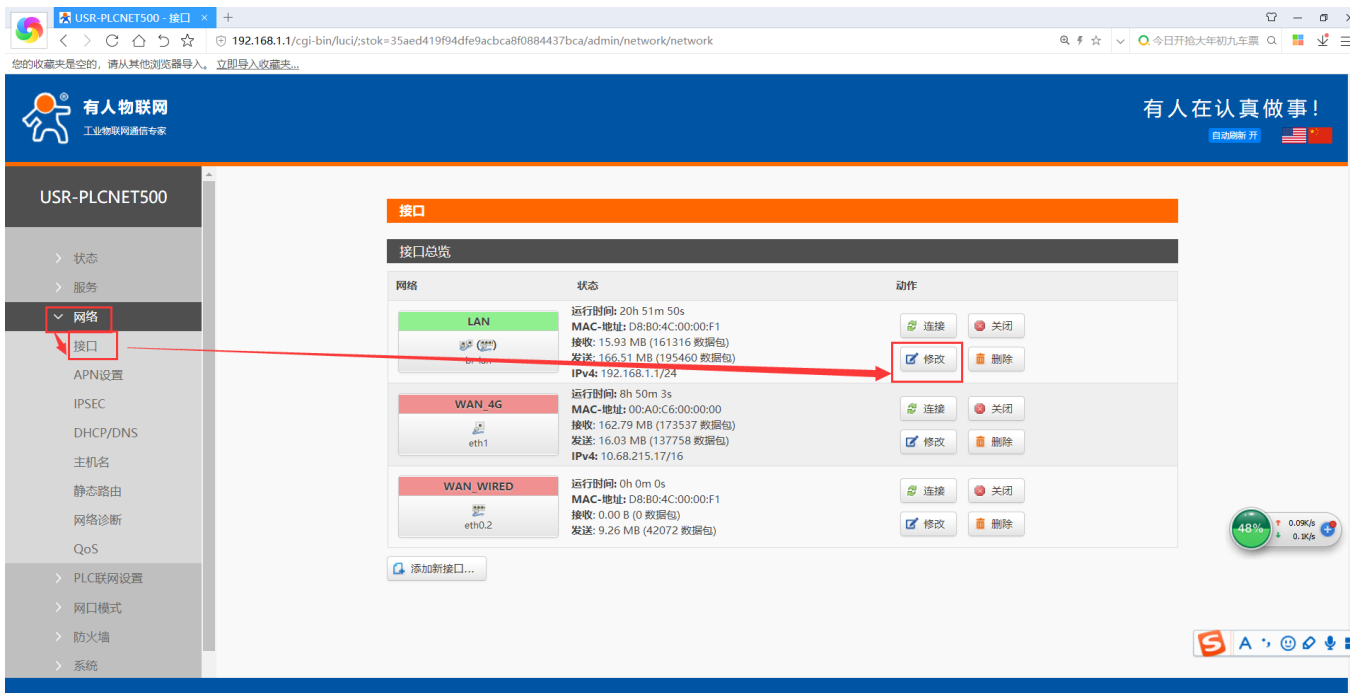 USR-PLCNET500 - 接口
192.168.1.1/cgi-bin/luci/;stok=35aed419f94dfe9acbca8f0884437bca/admin/network/network
今日开抢大年初九车票
您的收藏夹是空的，请从其他浏览器导入。 立即导入收藏夹...
有人物联网
工业物联网通信专家
有人在认真做事！
自动刷新 开
USR-PLCNET500
状态
服务
网络
接口
APN设置
IPSEC
DHCP/DNS
主机名
静态路由
网络诊断
QoS
PLC联网设置
网口模式
防火墙
系统
接口
接口总览
网络 状态 动作
LAN
br-lan
运行时间: 20h 51m 50s
MAC-地址: D8:B0:4C:00:00:F1
接收: 15.93 MB (161316 数据包)
发送: 166.51 MB (195460 数据包)
IPv4: 192.168.1.1/24
连接 关闭
修改 删除
WAN_4G
eth1
运行时间: 8h 50m 3s
MAC-地址: 00:A0:C6:00:00:00
接收: 162.79 MB (173537 数据包)
发送: 16.03 MB (137758 数据包)
IPv4: 10.68.215.17/16
连接 关闭
修改 删除
WAN_WIRED
eth0.2
运行时间: 0h 0m 0s
MAC-地址: D8:B0:4C:00:00:F1
接收: 0.00 B (0 数据包)
发送: 9.26 MB (42072 数据包)
连接 关闭
修改 删除
添加新接口...
48%
0.09K/s
0.1K/s